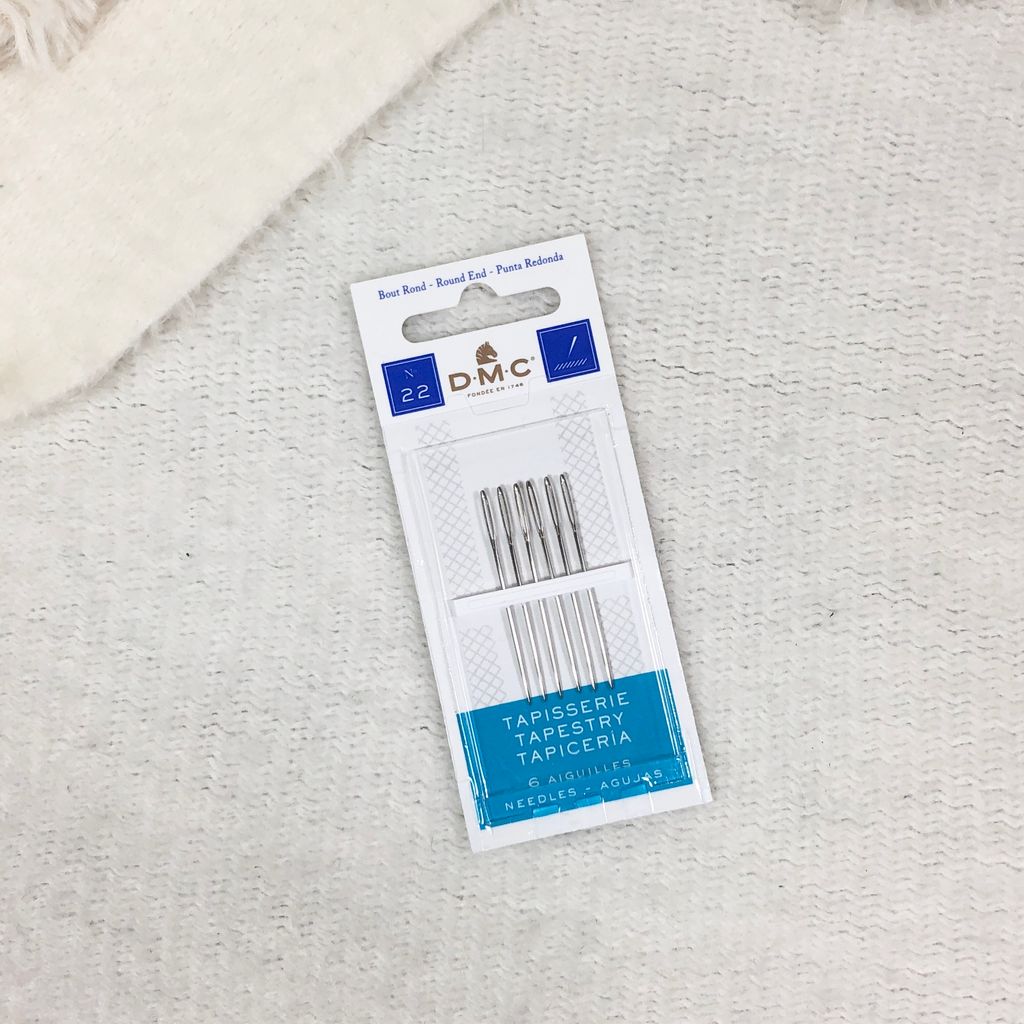 Bout Rond - Round End - Punta Redonda
N°
22
D·M·C®
FONDÉE EN 1746
TAPISSERIE
TAPESTRY
TAPICERÍA
6 AIGUILLES
NEEDLES - AGUJAS